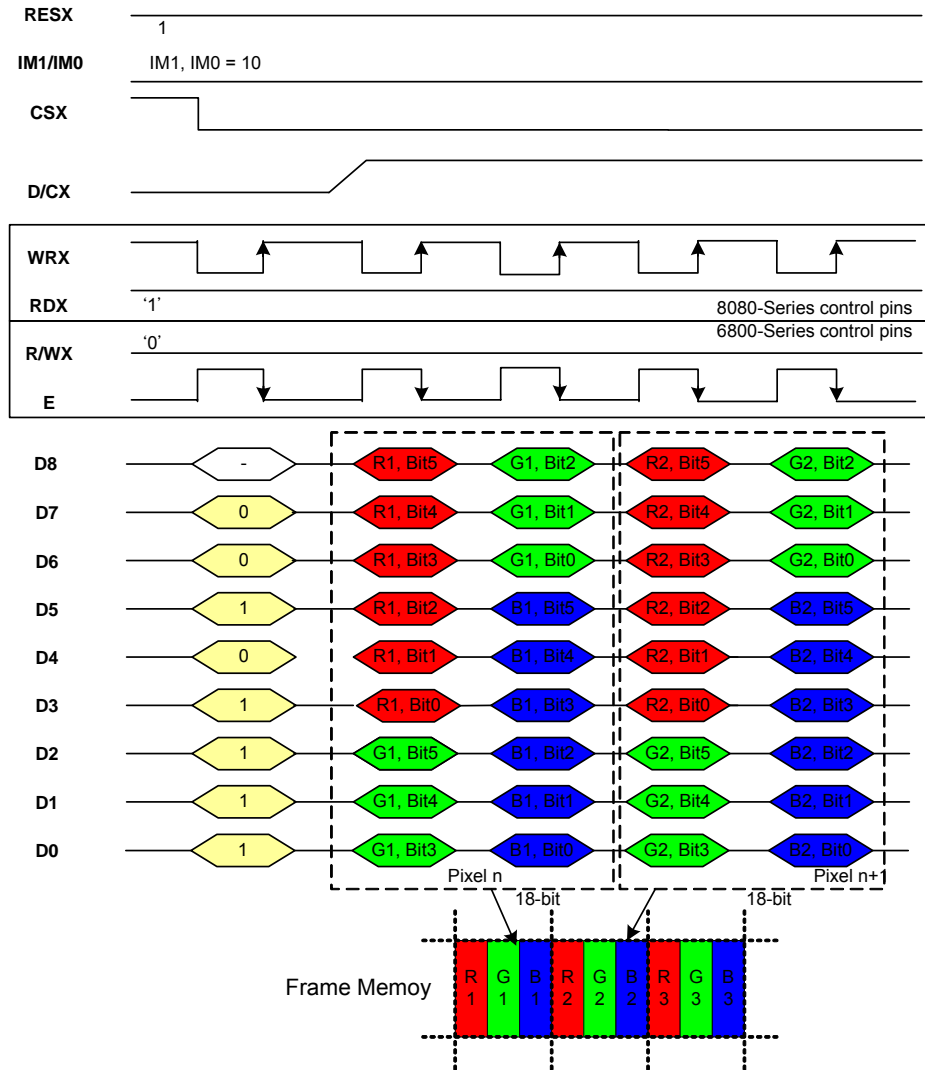 RESX
1
IM1/IM0 IM1, IM0 = 10
CSX
D/CX
WRX
RDX '1' 8080-Series control pins
6800-Series control pins
R/WX '0'
E
D8 - R1, Bit5 G1, Bit2 R2, Bit5 G2, Bit2
D7 0 R1, Bit4 G1, Bit1 R2, Bit4 G2, Bit1
D6 0 R1, Bit3 G1, Bit0 R2, Bit3 G2, Bit0
D5 1 R1, Bit2 B1, Bit5 R2, Bit2 B2, Bit5
D4 0 R1, Bit1 B1, Bit4 R2, Bit1 B2, Bit4
D3 1 R1, Bit0 B1, Bit3 R2, Bit0 B2, Bit3
D2 1 G1, Bit5 B1, Bit2 G2, Bit5 B2, Bit2
D1 1 G1, Bit4 B1, Bit1 G2, Bit4 B2, Bit1
D0 1 G1, Bit3 B1, Bit0 G2, Bit3 B2, Bit0
Pixel n Pixel n+1
18-bit 18-bit
Frame Memoy
R G B R G B R G B
1 1 1 2 2 2 3 3 3